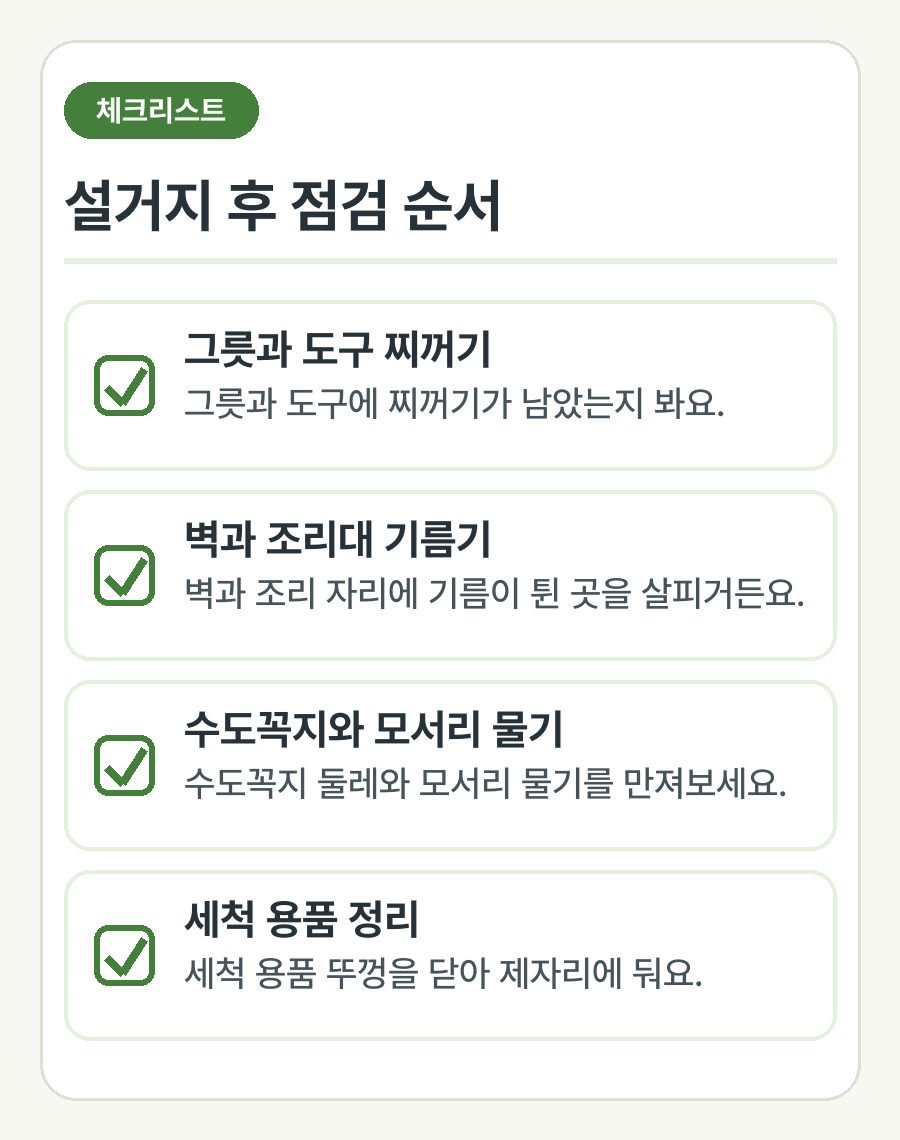 체크리스트
설거지 후 점검 순서
그릇과 도구 찌꺼기
그릇과 도구에 찌꺼기가 남았는지 봐요.
벽과 조리대 기름기
벽과 조리 자리에 기름이 튄 곳을 살피거든요.
수도꼭지와 모서리 물기
수도꼭지 둘레와 모서리 물기를 만져보세요.
세척 용품 정리
세척 용품 뚜껑을 닫아 제자리에 둬요.